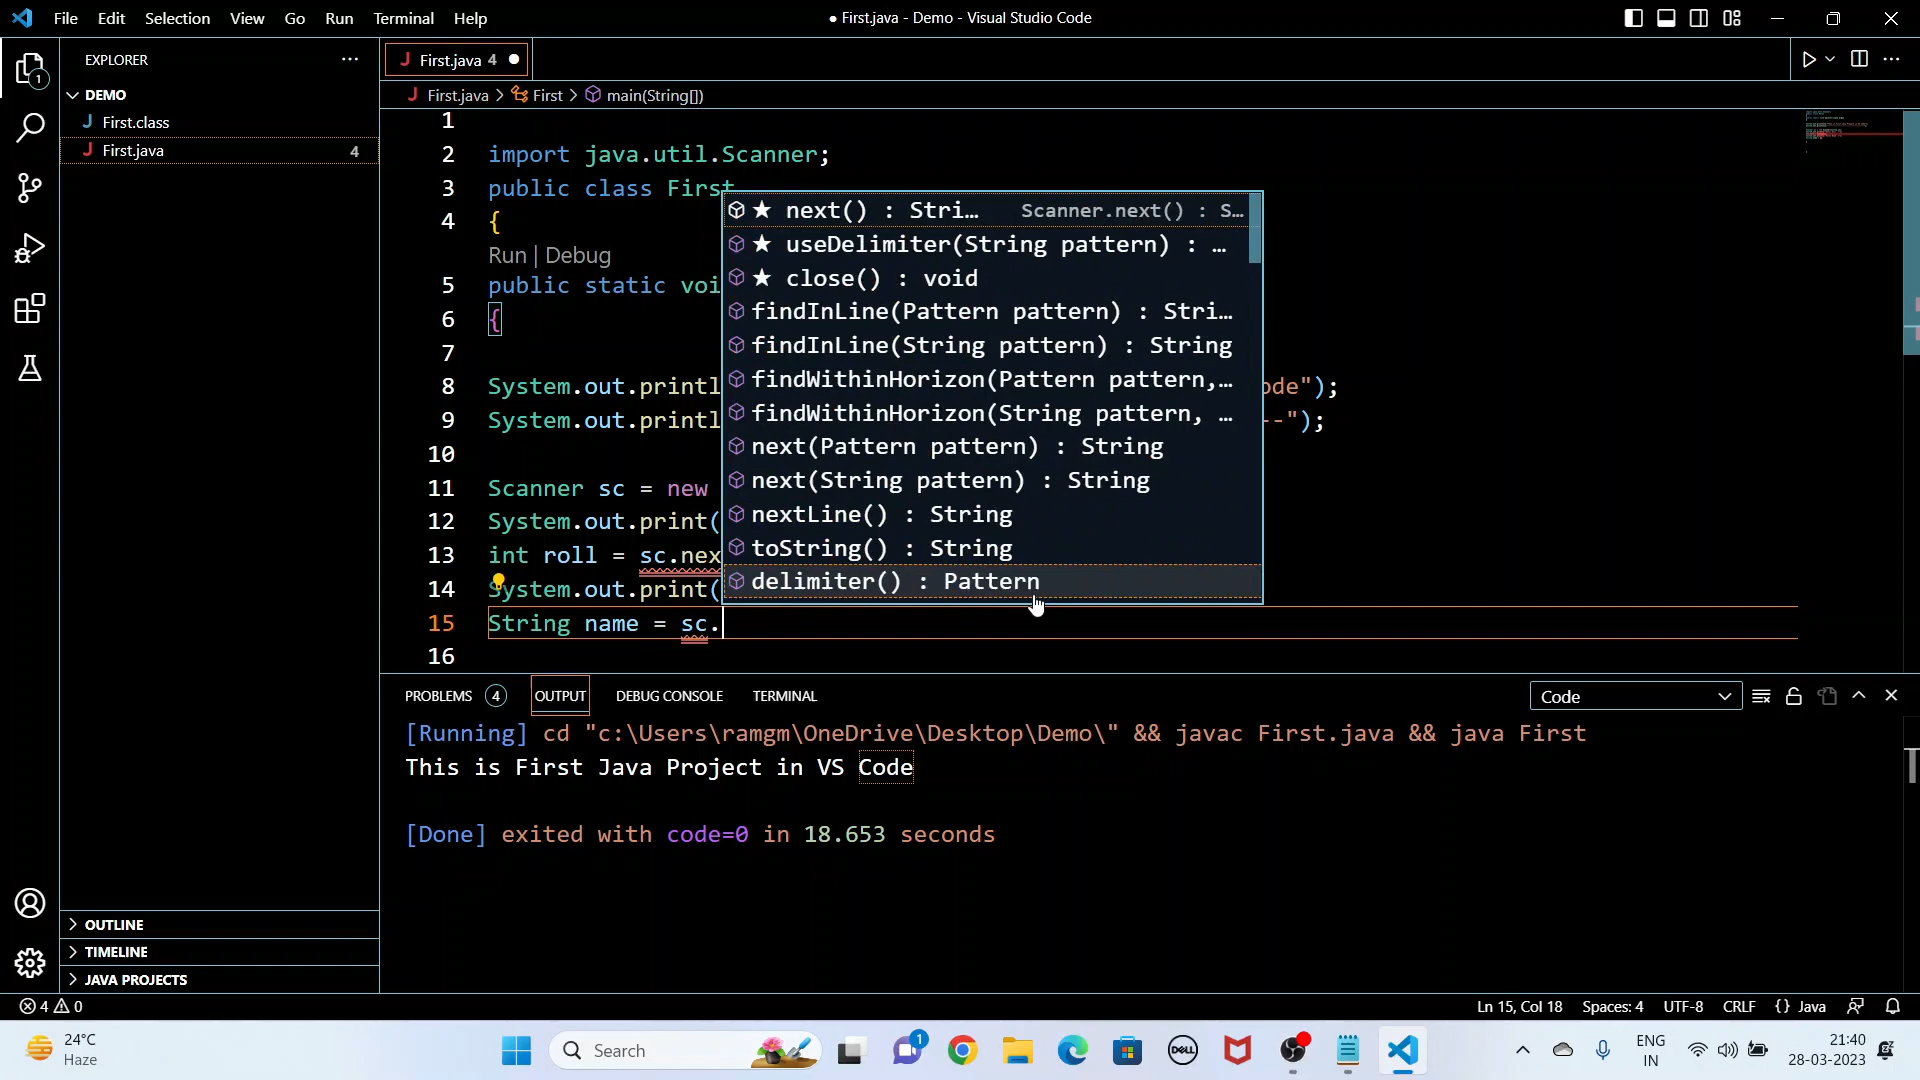 File Edit Selection View Go Run Terminal Help
● First.java - Demo - Visual Studio Code
EXPLORER
DEMO
J First.class
J First.java 4
OUTLINE
TIMELINE
JAVA PROJECTS
1
J First.java 4
J First.java > First > main(String[])
1
2 import java.util.Scanner;
3 public class First
4 {
Run | Debug
5 public static voi
6 {
7
8 System.out.printl ode");
9 System.out.printl --");
10
11 Scanner sc = new
12 System.out.print(
13 int roll = sc.nex
14 System.out.print(
15 String name = sc.
16
★ next() : Stri… Scanner.next() : S…
★ useDelimiter(String pattern) : …
★ close() : void
findInLine(Pattern pattern) : Stri…
findInLine(String pattern) : String
findWithinHorizon(Pattern pattern,…
findWithinHorizon(String pattern, …
next(Pattern pattern) : String
next(String pattern) : String
nextLine() : String
toString() : String
delimiter() : Pattern
PROBLEMS 4 OUTPUT DEBUG CONSOLE TERMINAL
Code
[Running] cd "c:\Users\ramgm\OneDrive\Desktop\Demo\" && javac First.java && java First
This is First Java Project in VS Code
[Done] exited with code=0 in 18.653 seconds
4 0
Ln 15, Col 18 Spaces: 4 UTF-8 CRLF {} Java
24°C
Haze
Search
1
DELL
ENG
IN
21:40
28-03-2023